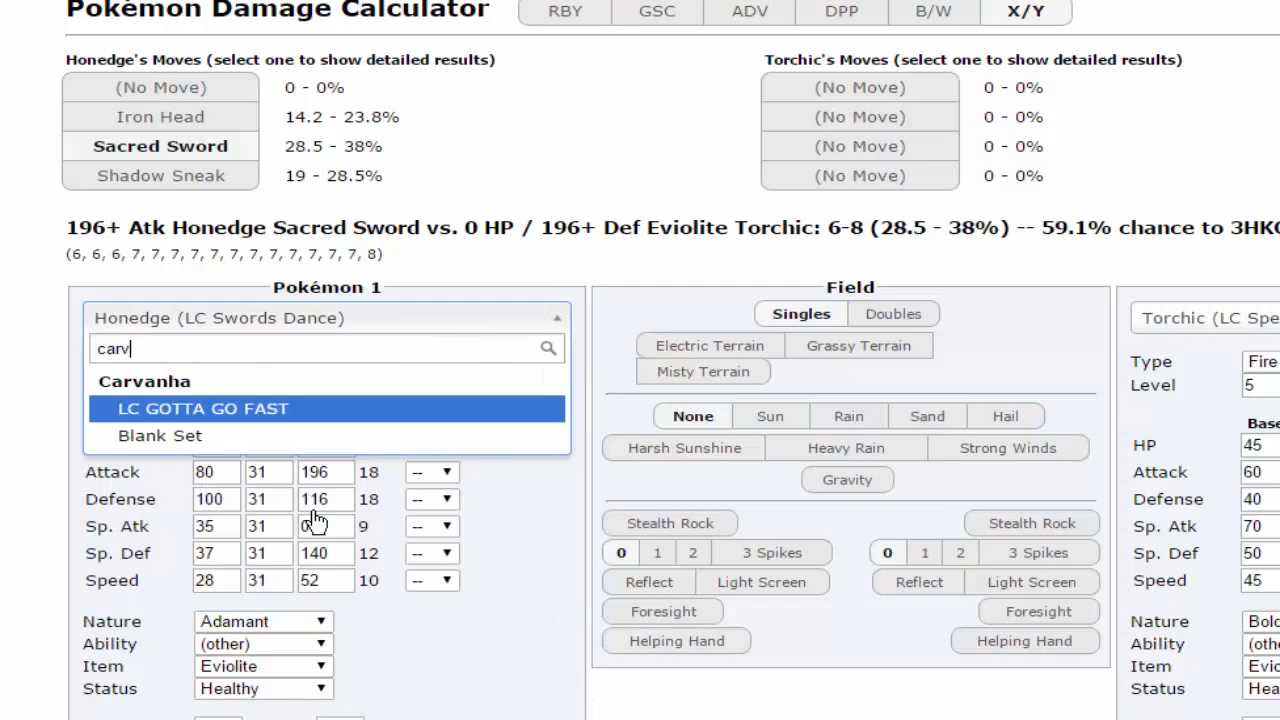 Pokémon Damage Calculator RBY GSC ADV DPP B/W X/Y
Honedge's Moves (select one to show detailed results)
(No Move) 0 - 0%
Iron Head 14.2 - 23.8%
Sacred Sword 28.5 - 38%
Shadow Sneak 19 - 28.5%
Torchic's Moves (select one to show detailed results)
(No Move) 0 - 0%
(No Move) 0 - 0%
(No Move) 0 - 0%
(No Move) 0 - 0%
196+ Atk Honedge Sacred Sword vs. 0 HP / 196+ Def Eviolite Torchic: 6-8 (28.5 - 38%) -- 59.1% chance to 3HKO
(6, 6, 6, 7, 7, 7, 7, 7, 7, 7, 7, 7, 7, 7, 7, 8)
Pokémon 1
Honedge (LC Swords Dance)
carv
Carvanha
LC GOTTA GO FAST
Blank Set
Attack 80 31 196 18 --
Defense 100 31 116 18 --
Sp. Atk 35 31 0 9 --
Sp. Def 37 31 140 12 --
Speed 28 31 52 10 --
Nature Adamant
Ability (other)
Item Eviolite
Status Healthy
Field
Singles Doubles
Electric Terrain Grassy Terrain
Misty Terrain
None Sun Rain Sand Hail
Harsh Sunshine Heavy Rain Strong Winds
Gravity
Stealth Rock Stealth Rock
0 1 2 3 Spikes 0 1 2 3 Spikes
Reflect Light Screen Reflect Light Screen
Foresight Foresight
Helping Hand Helping Hand
Torchic (LC Spe
Type Fire
Level 5
Base
HP 45
Attack 60
Defense 40
Sp. Atk 70
Sp. Def 50
Speed 45
Nature Bold
Ability (othe
Item Evio
Status Hea